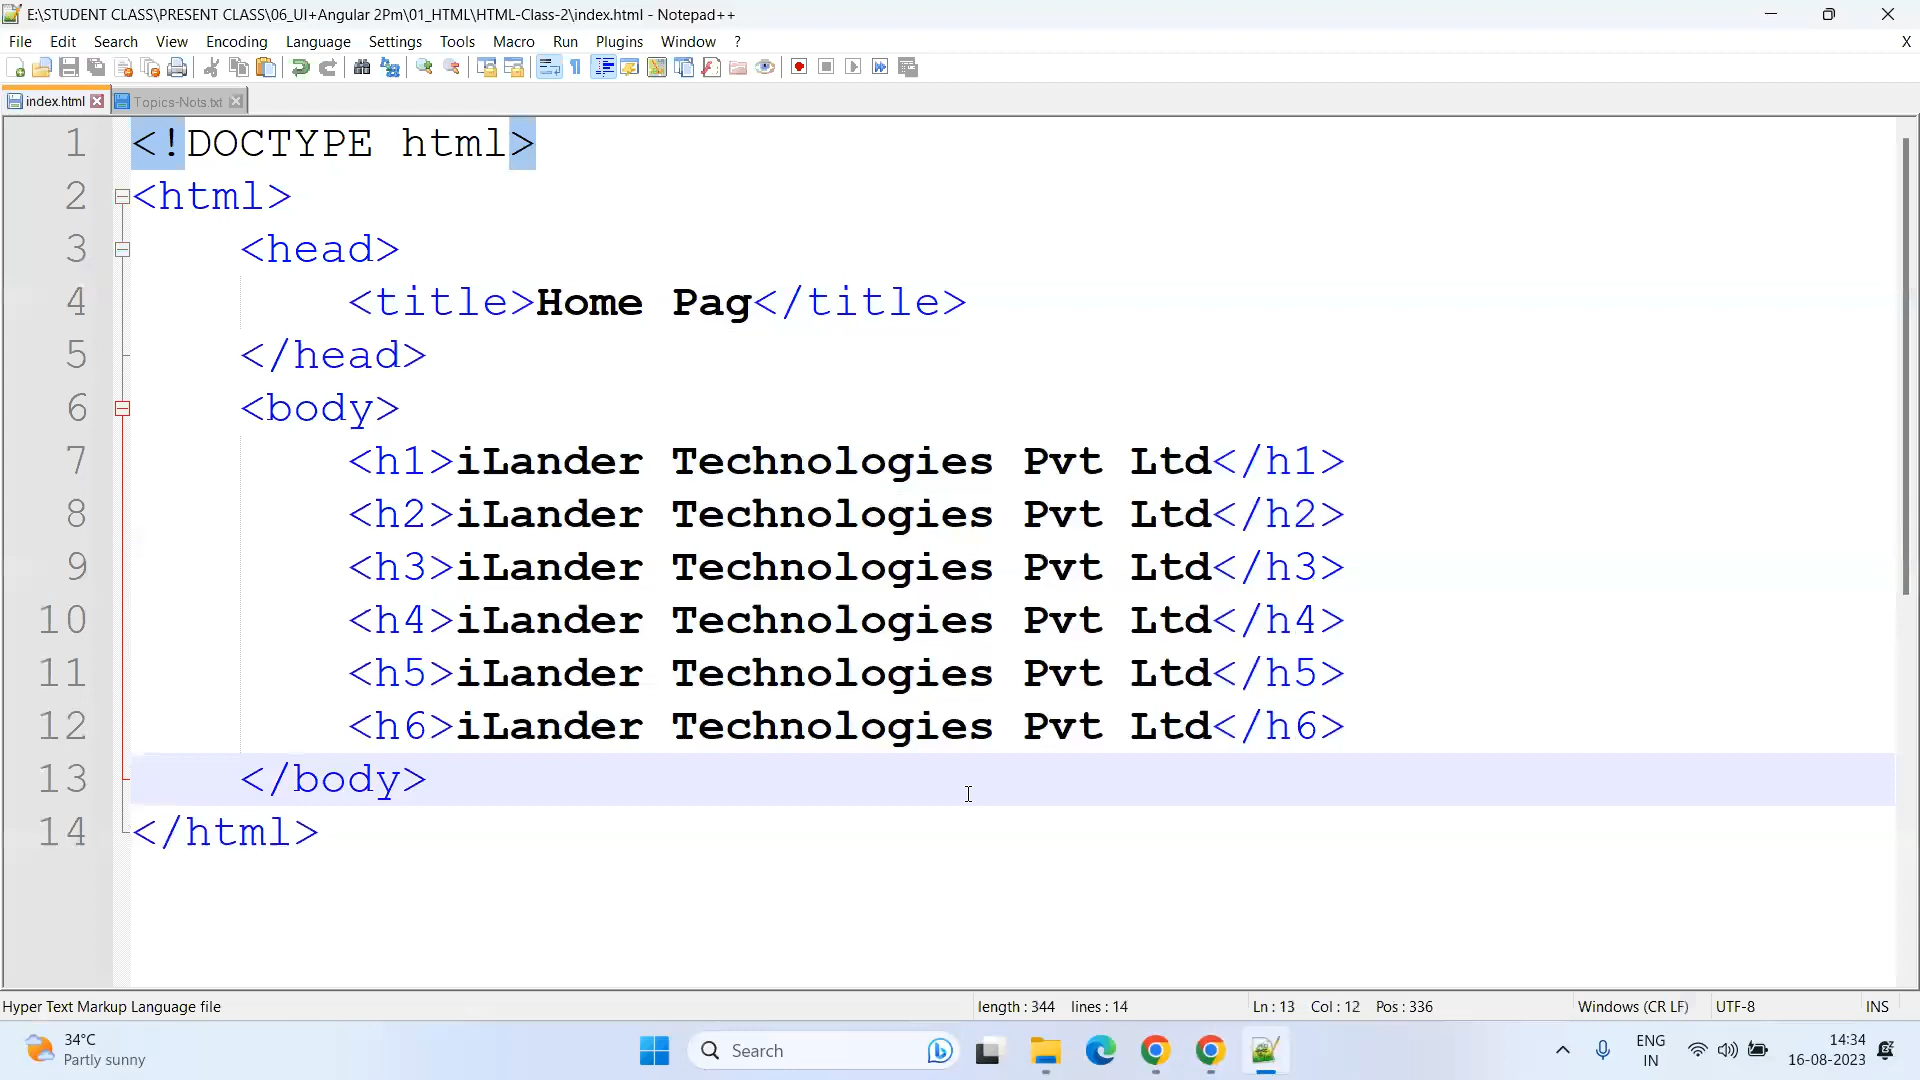 E:\STUDENT CLASS\PRESENT CLASS\06_UI+Angular 2Pm\01_HTML\HTML-Class-2\index.html - Notepad++
File Edit Search View Encoding Language Settings Tools Macro Run Plugins Window ? X
index.html Topics-Nots.txt
1 <!DOCTYPE html>
2 <html>
3 <head>
4 <title>Home Pag</title>
5 </head>
6 <body>
7 <h1>iLander Technologies Pvt Ltd</h1>
8 <h2>iLander Technologies Pvt Ltd</h2>
9 <h3>iLander Technologies Pvt Ltd</h3>
10 <h4>iLander Technologies Pvt Ltd</h4>
11 <h5>iLander Technologies Pvt Ltd</h5>
12 <h6>iLander Technologies Pvt Ltd</h6>
13 </body>
14 </html>
Hyper Text Markup Language file length : 344 lines : 14 Ln : 13 Col : 12 Pos : 336 Windows (CR LF) UTF-8 INS
34°C
Partly sunny
Search
ENG
IN
14:34
16-08-2023